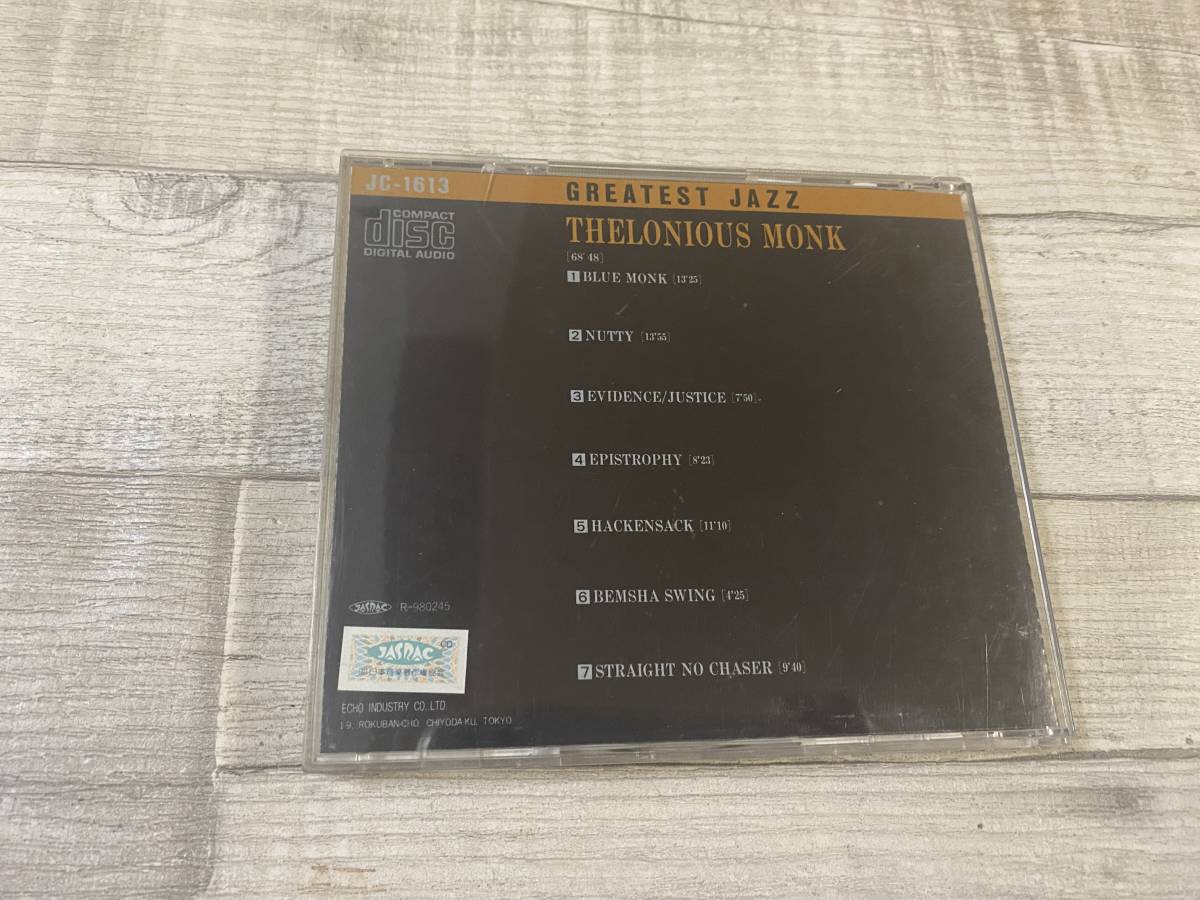 JC-1613
GREATEST JAZZ
COMPACT
disc
DIGITAL AUDIO
THELONIOUS MONK
[68'48]
1 BLUE MONK [13'25]
2 NUTTY [13'55]
3 EVIDENCE/JUSTICE [7'50]
4 EPISTROPHY [8'23]
5 HACKENSACK [11'10]
6 BEMSHA SWING [4'25]
7 STRAIGHT NO CHASER [9'40]
JASRAC R-980245
CD
JASRAC
ECHO INDUSTRY CO., LTD.
1-9, ROKUBAN-CHO, CHIYODA-KU, TOKYO